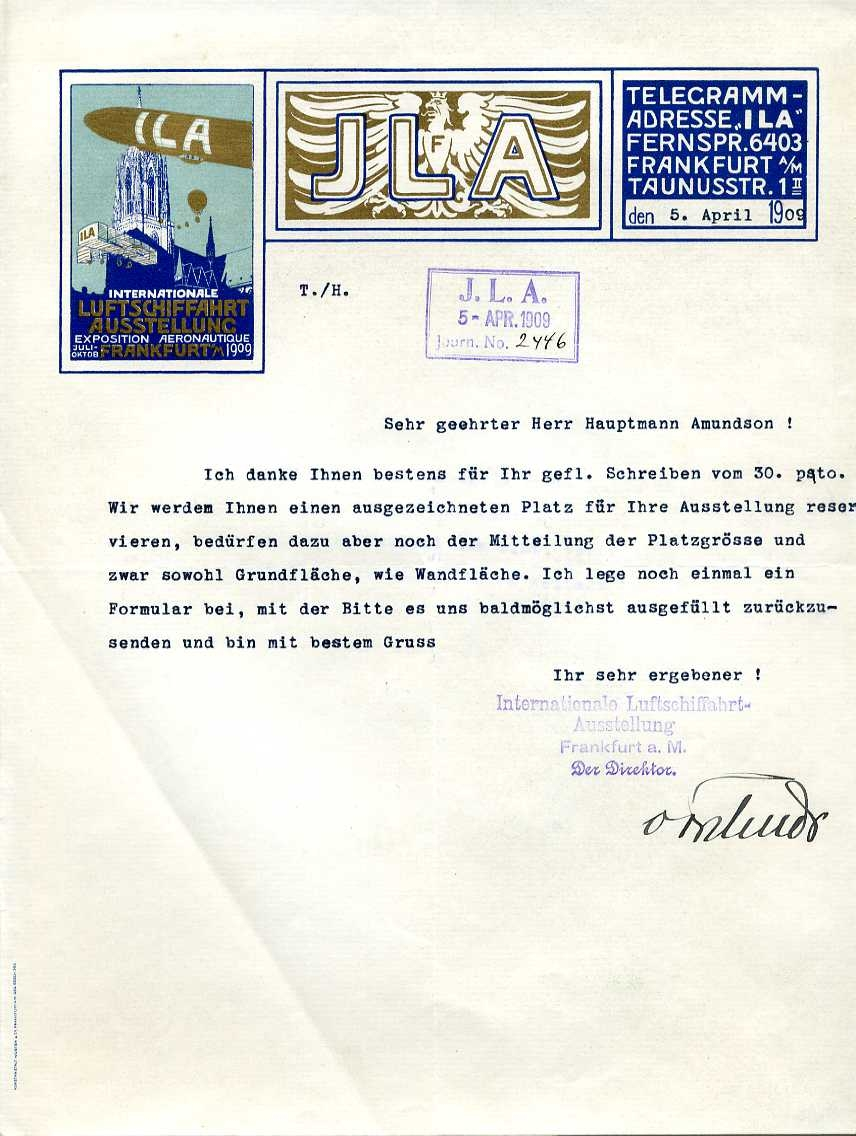 ILA
ILA
INTERNATIONALE
LUFTSCHIFFAHRT
AUSSTELLUNG
EXPOSITION AERONAUTIQUE
JULI-
OKTOB FRANKFURT A/M 1909
JLA
F
TELEGRAMM-
ADRESSE „ILA"
FERNSPR. 6403
FRANKFURT A/M
TAUNUSSTR. 1 II
den 5. April 1909
T./H.
J. L. A.
5- APR. 1909
Journ. No. 2446
Sehr geehrter Herr Hauptmann Amundson !
Ich danke Ihnen bestens für Ihr gefl. Schreiben vom 30. pqto.
Wir werdem Ihnen einen ausgezeichneten Platz für Ihre Ausstellung reser
vieren, bedürfen dazu aber noch der Mitteilung der Platzgrösse und
zwar sowohl Grundfläche, wie Wandfläche. Ich lege noch einmal ein
Formular bei, mit der Bitte es uns baldmöglichst ausgefüllt zurückzu-
senden und bin mit bestem Gruss
Ihr sehr ergebener !
Internationale Luftschiffahrt-
Ausstellung
Frankfurt a. M.
Der Direktor.